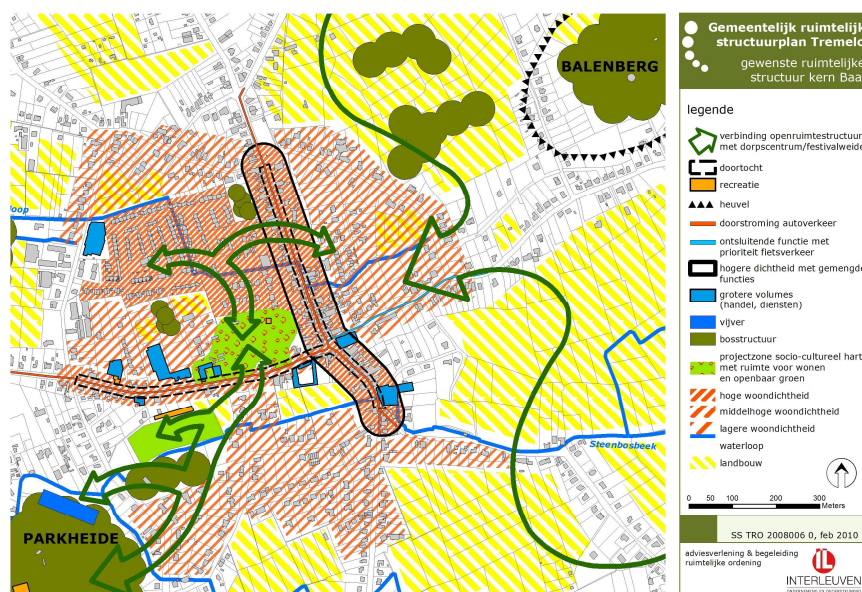 BALENBERG
loop
Steenbosbeek
PARKHEIDE
Gemeentelijk ruimtelijk
structuurplan Tremelo
gewenste ruimtelijke
structuur kern Baal
legende
verbinding openruimtestructuur
met dorpscentrum/festivalweide
doortocht
recreatie
heuvel
doorstroming autoverkeer
ontsluitende functie met
prioriteit fietsverkeer
hogere dichtheid met gemengde
functies
grotere volumes
(handel, diensten)
vijver
bosstructuur
projectzone socio-cultureel hart
met ruimte voor wonen
en openbaar groen
hoge woondichtheid
middelhoge woondichtheid
lagere woondichtheid
waterloop
landbouw
0 50 100 200 300
Meters
SS TRO 2008006 0, feb 2010
adviesverlening & begeleiding
ruimtelijke ordening
INTERLEUVEN